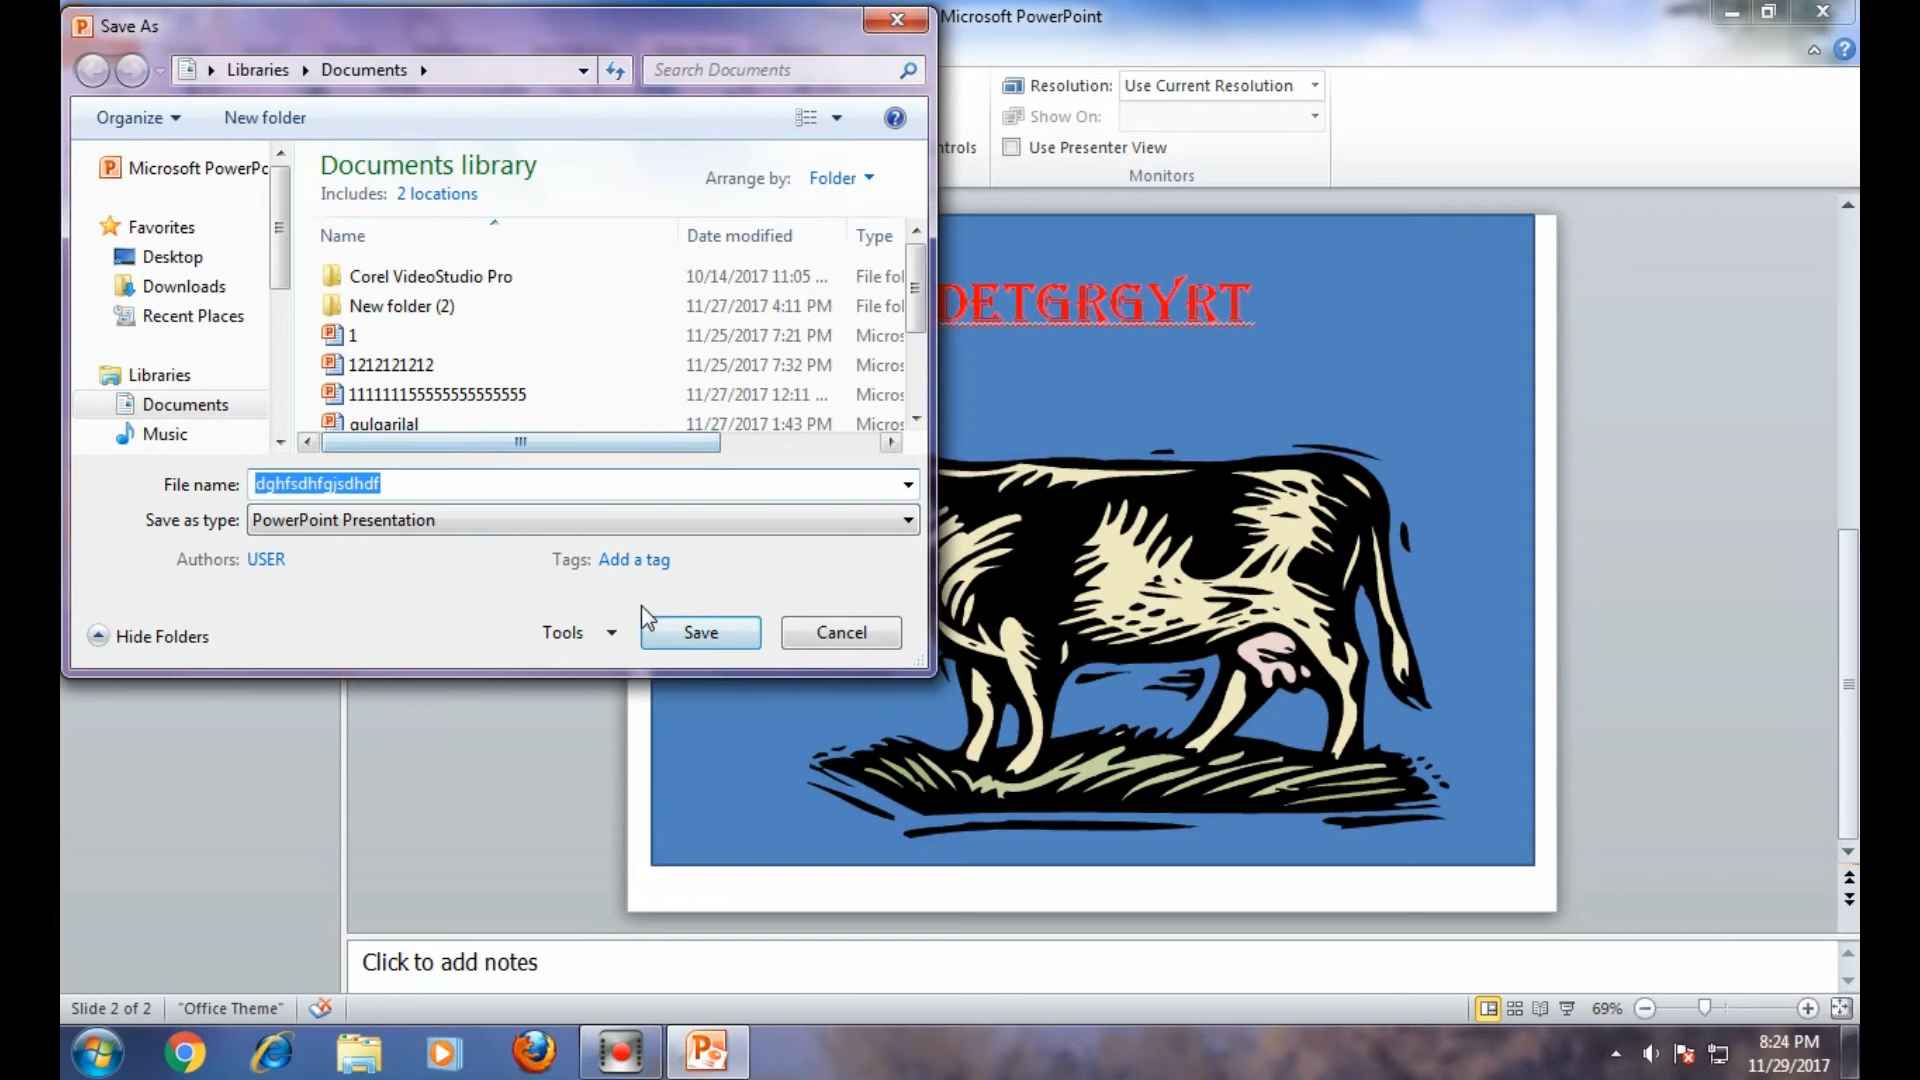 Save As
Microsoft PowerPoint
Libraries
Documents
Search Documents
Organize
New folder
Resolution:
Use Current Resolution
Show On:
ntrols
Use Presenter View
Monitors
Microsoft PowerPo
Favorites
Desktop
Downloads
Recent Places
Libraries
Documents
Music
Documents library
Includes: 2 locations
Arrange by: Folder
Name
Date modified
Type
Corel VideoStudio Pro
10/14/2017 11:05 ...
File fol
New folder (2)
11/27/2017 4:11 PM
File fol
1
11/25/2017 7:21 PM
Micros
1212121212
11/25/2017 7:32 PM
Micros
11/27/2017 12:11 ...
Micros
gulgarilal
11/27/2017 1:43 PM
Micros
DETGRGYRT
File name: dghfsdhfgjsdhdf
Save as type: PowerPoint Presentation
Authors: USER
Tags: Add a tag
Hide Folders
Tools
Save
Cancel
Click to add notes
Slide 2 of 2
"Office Theme"
69%
8:24 PM
11/29/2017